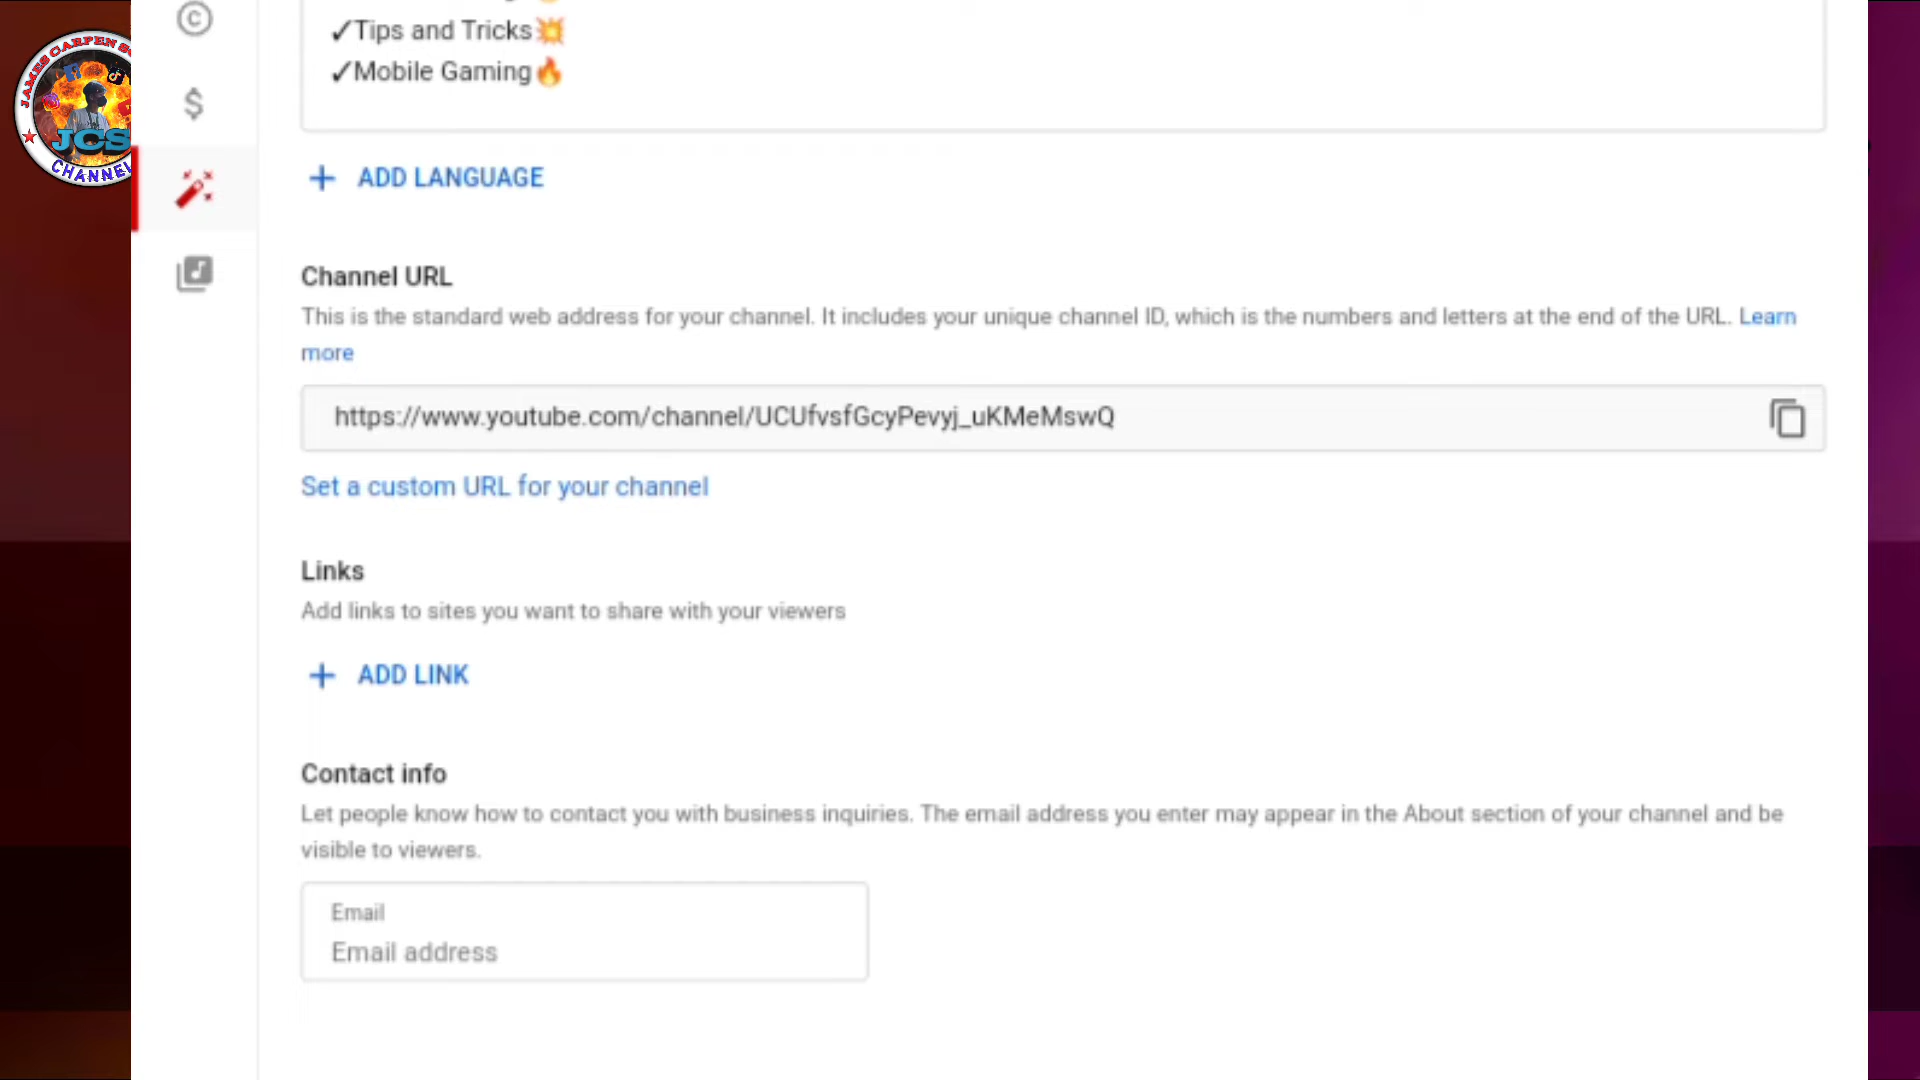 ✓Tips and Tricks💥
✓Mobile Gaming🔥
JAMES CARPEN
JCS
CHANNEL
$
+ ADD LANGUAGE
Channel URL
This is the standard web address for your channel. It includes your unique channel ID, which is the numbers and letters at the end of the URL. Learn
more
https://www.youtube.com/channel/UCUfvsfGcyPevyj_uKMeMswQ
Set a custom URL for your channel
Links
Add links to sites you want to share with your viewers
+ ADD LINK
Contact info
Let people know how to contact you with business inquiries. The email address you enter may appear in the About section of your channel and be
visible to viewers.
Email
Email address